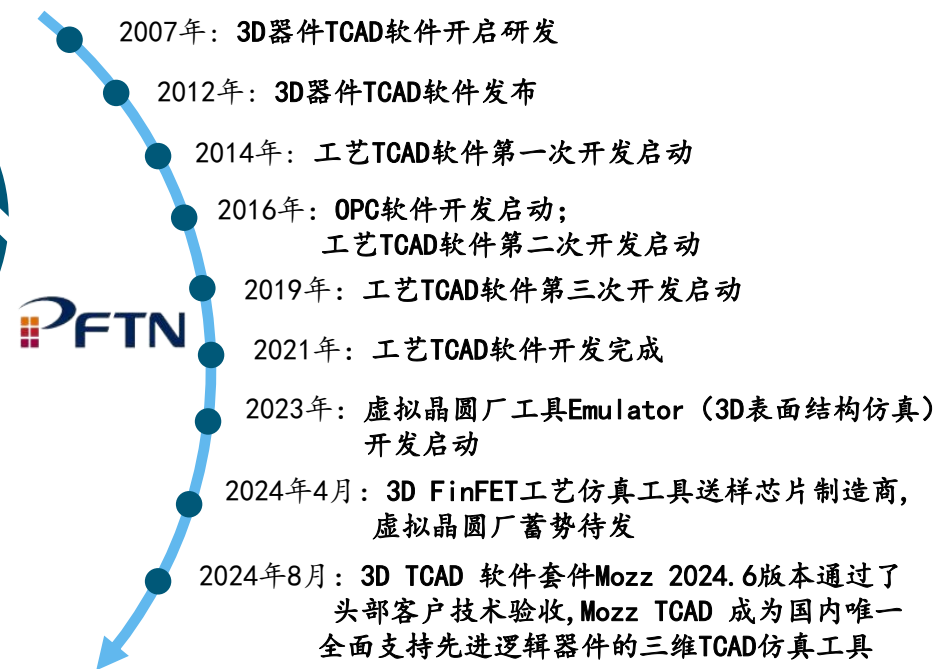 2007年：3D器件TCAD软件开启研发
2012年：3D器件TCAD软件发布
2014年：工艺TCAD软件第一次开发启动
2016年：OPC软件开发启动；
工艺TCAD软件第二次开发启动
2019年：工艺TCAD软件第三次开发启动
PFTN
2021年：工艺TCAD软件开发完成
2023年：虚拟晶圆厂工具Emulator（3D表面结构仿真）
开发启动
2024年4月：3D FinFET工艺仿真工具送样芯片制造商,
虚拟晶圆厂蓄势待发
2024年8月：3D TCAD 软件套件Mozz 2024.6版本通过了
头部客户技术验收,Mozz TCAD 成为国内唯一
全面支持先进逻辑器件的三维TCAD仿真工具